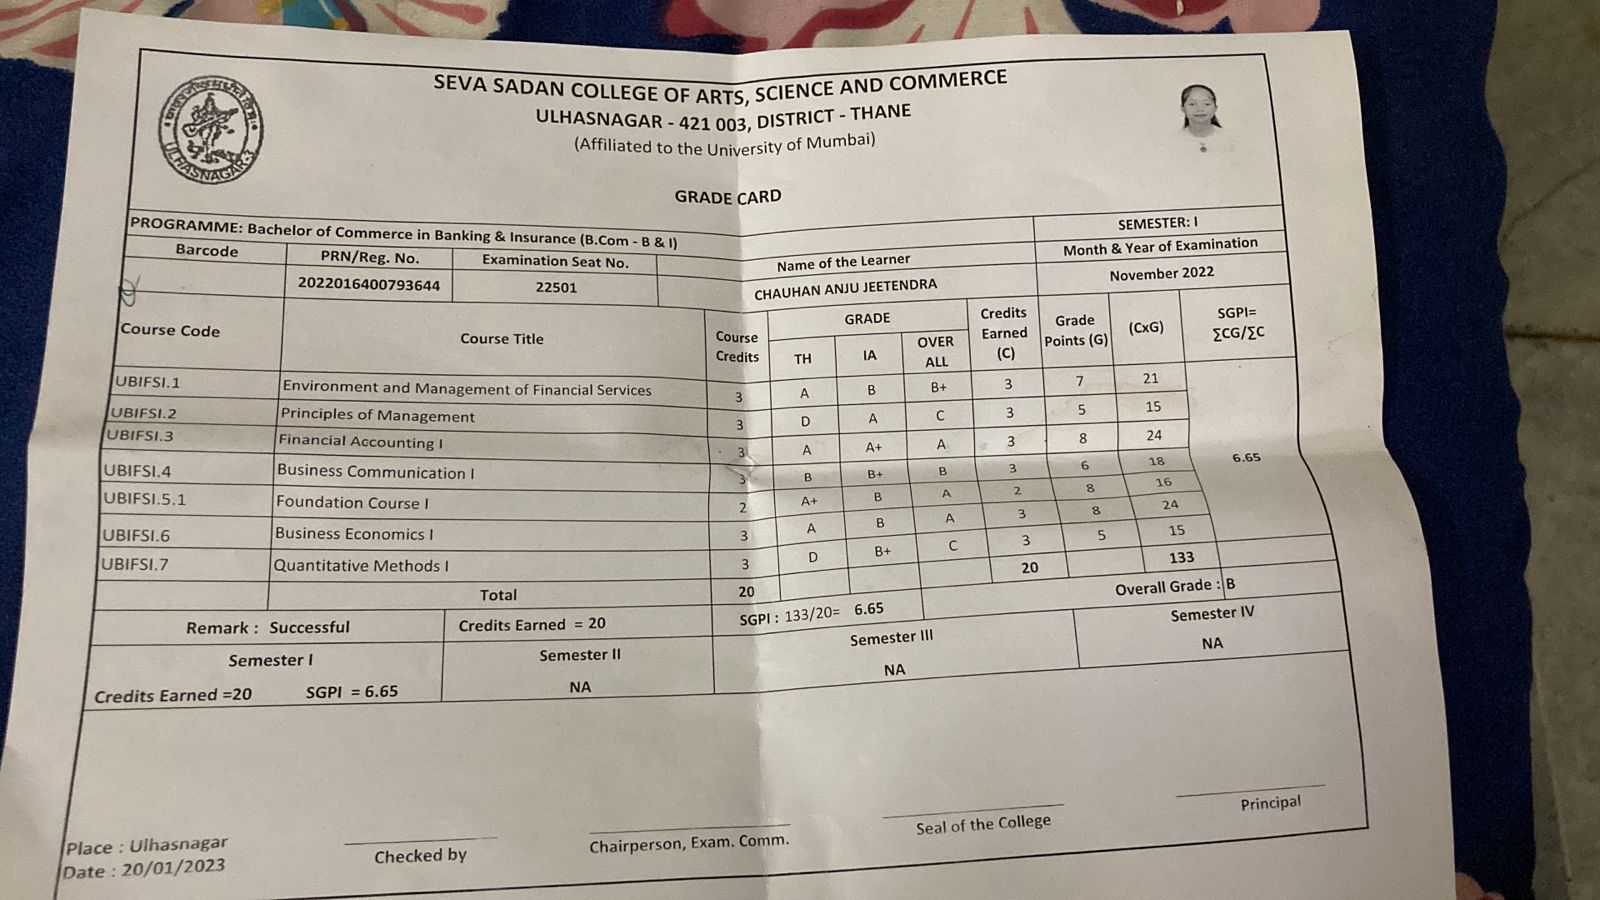 SEVA SADAN COLLEGE OF ARTS, SCIENCE AND COMMERCE
ULHASNAGAR - 421 003, DISTRICT - THANE
(Affiliated to the University of Mumbai)
ULHASNAGAR-3
GRADE CARD
PROGRAMME: Bachelor of Commerce in Banking & Insurance (B.Com - B & I) SEMESTER: I
Barcode PRN/Reg. No. Examination Seat No. Name of the Learner Month & Year of Examination
2022016400793644 22501 CHAUHAN ANJU JEETENDRA November 2022
Course Code Course Title Course Credits GRADE TH IA OVER ALL Credits Earned (C) Grade Points (G) (CxG) SGPI= ∑CG/∑C
UBIFSI.1 Environment and Management of Financial Services 3 A B B+ 3 7 21
UBIFSI.2 Principles of Management 3 D A C 3 5 15
UBIFSI.3 Financial Accounting I 3 A A+ A 3 8 24
UBIFSI.4 Business Communication I 3 B B+ B 3 6 18 6.65
UBIFSI.5.1 Foundation Course I 2 A+ B A 2 8 16
UBIFSI.6 Business Economics I 3 A B A 3 8 24
UBIFSI.7 Quantitative Methods I 3 D B+ C 3 5 15
Total 20 20 133
Remark : Successful Credits Earned = 20 SGPI : 133/20= 6.65 Overall Grade : B
Semester I Semester II Semester III Semester IV
Credits Earned =20 SGPI = 6.65 NA NA NA
Place : Ulhasnagar
Date : 20/01/2023
Checked by Chairperson, Exam. Comm. Seal of the College Principal